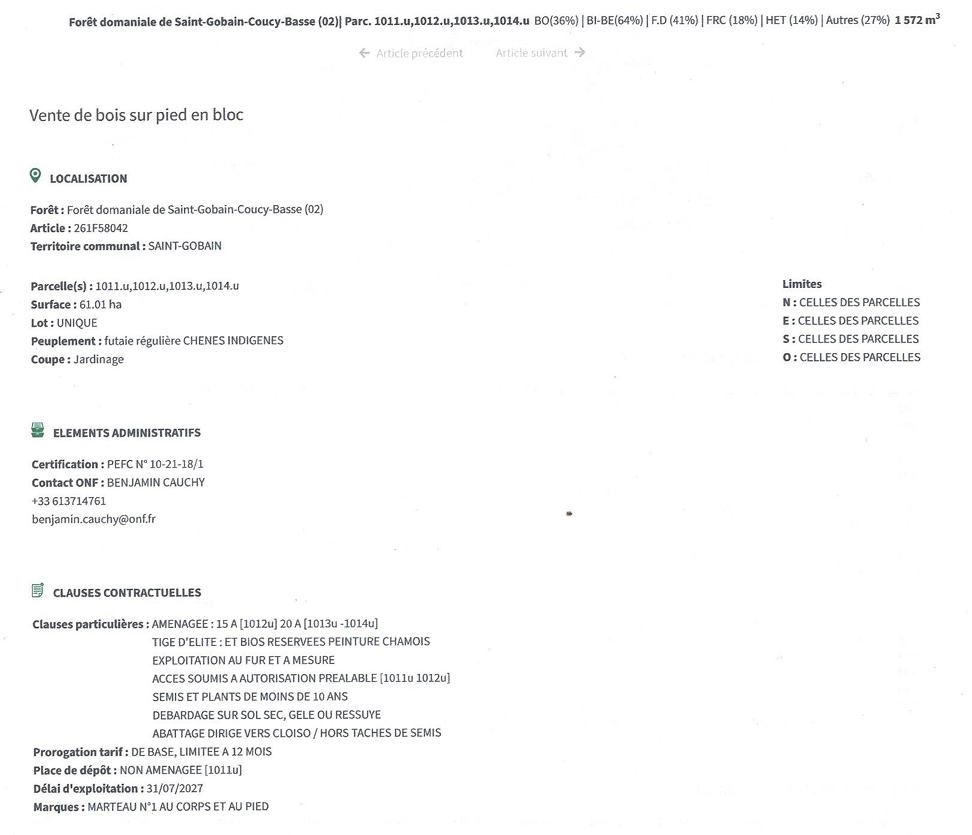 Forêt domaniale de Saint-Gobain-Coucy-Basse (02)| Parc. 1011.u,1012.u,1013.u,1014.u BO(36%) | BI-BE(64%) | F.D (41%) | FRC (18%) | HET (14%) | Autres (27%) 1 572 m³
← Article précédent Article suivant →
Vente de bois sur pied en bloc
LOCALISATION
Forêt : Forêt domaniale de Saint-Gobain-Coucy-Basse (02)
Article : 261F58042
Territoire communal : SAINT-GOBAIN
Parcelle(s) : 1011.u,1012.u,1013.u,1014.u
Surface : 61.01 ha
Lot : UNIQUE
Peuplement : futaie régulière CHENES INDIGENES
Coupe : Jardinage
Limites
N : CELLES DES PARCELLES
E : CELLES DES PARCELLES
S : CELLES DES PARCELLES
O : CELLES DES PARCELLES
ELEMENTS ADMINISTRATIFS
Certification : PEFC N° 10-21-18/1
Contact ONF : BENJAMIN CAUCHY
+33 613714761
benjamin.cauchy@onf.fr
CLAUSES CONTRACTUELLES
Clauses particulières : AMENAGEE : 15 A [1012u] 20 A [1013u -1014u]
TIGE D'ELITE : ET BIOS RESERVEES PEINTURE CHAMOIS
EXPLOITATION AU FUR ET A MESURE
ACCES SOUMIS A AUTORISATION PREALABLE [1011u 1012u]
SEMIS ET PLANTS DE MOINS DE 10 ANS
DEBARDAGE SUR SOL SEC, GELE OU RESSUYE
ABATTAGE DIRIGE VERS CLOISO / HORS TACHES DE SEMIS
Prorogation tarif : DE BASE, LIMITEE A 12 MOIS
Place de dépôt : NON AMENAGEE [1011u]
Délai d'exploitation : 31/07/2027
Marques : MARTEAU N°1 AU CORPS ET AU PIED